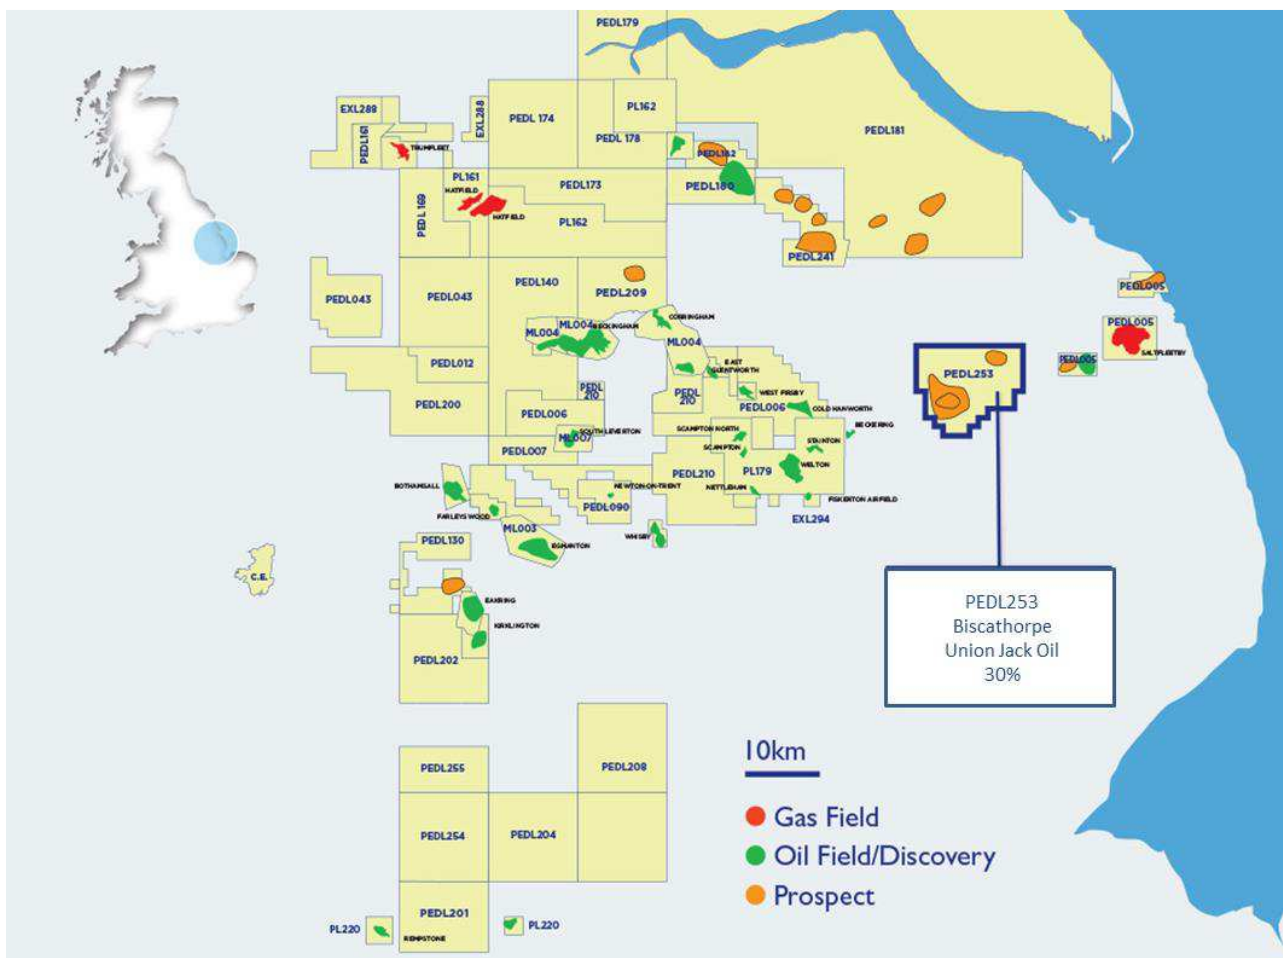 PEDL179
EXL288
EXL288
PEDL161
PEDL 174
PL162
PEDL 178
PEDL181
TRUMFLEET
PEDL182
PL161
HATFIELD
HATFIELD
PEDL173
PEDL180
PEDL 169
PL162
PEDL241
PEDL043
PEDL043
PEDL140
PEDL209
PEDL005
ML004
ML004
BECKINGHAM
CORRINGHAM
ML004
PEDL005
SALTFLEETBY
PEDL005
PEDL012
EAST
GLENTWORTH
PEDL253
PEDL200
PEDL
210
PEDL
210
WEST FIRSBY
PEDL006
PEDL006
COLD HANWORTH
SOUTH LEVERTON
ML007
SCAMPTON NORTH
BECKERING
PEDL007
SCAMPTON
STAINTON
PEDL210
PL179
WELTON
BOTHAMSALL
NEWTON-ON-TRENT
NETTLEHAM
FISKERTON AIRFIELD
FARLEYS WOOD
PEDL090
EXL294
ML003
WHISBY
PEDL130
EGMANTON
C.E.
EAKRING
KIRKLINGTON
PEDL202
PEDL253
Biscathorpe
Union Jack Oil
30%
PEDL255
PEDL208
10km
PEDL254
PEDL204
Gas Field
Oil Field/Discovery
Prospect
PEDL201
PL220
REMPSTONE
PL220